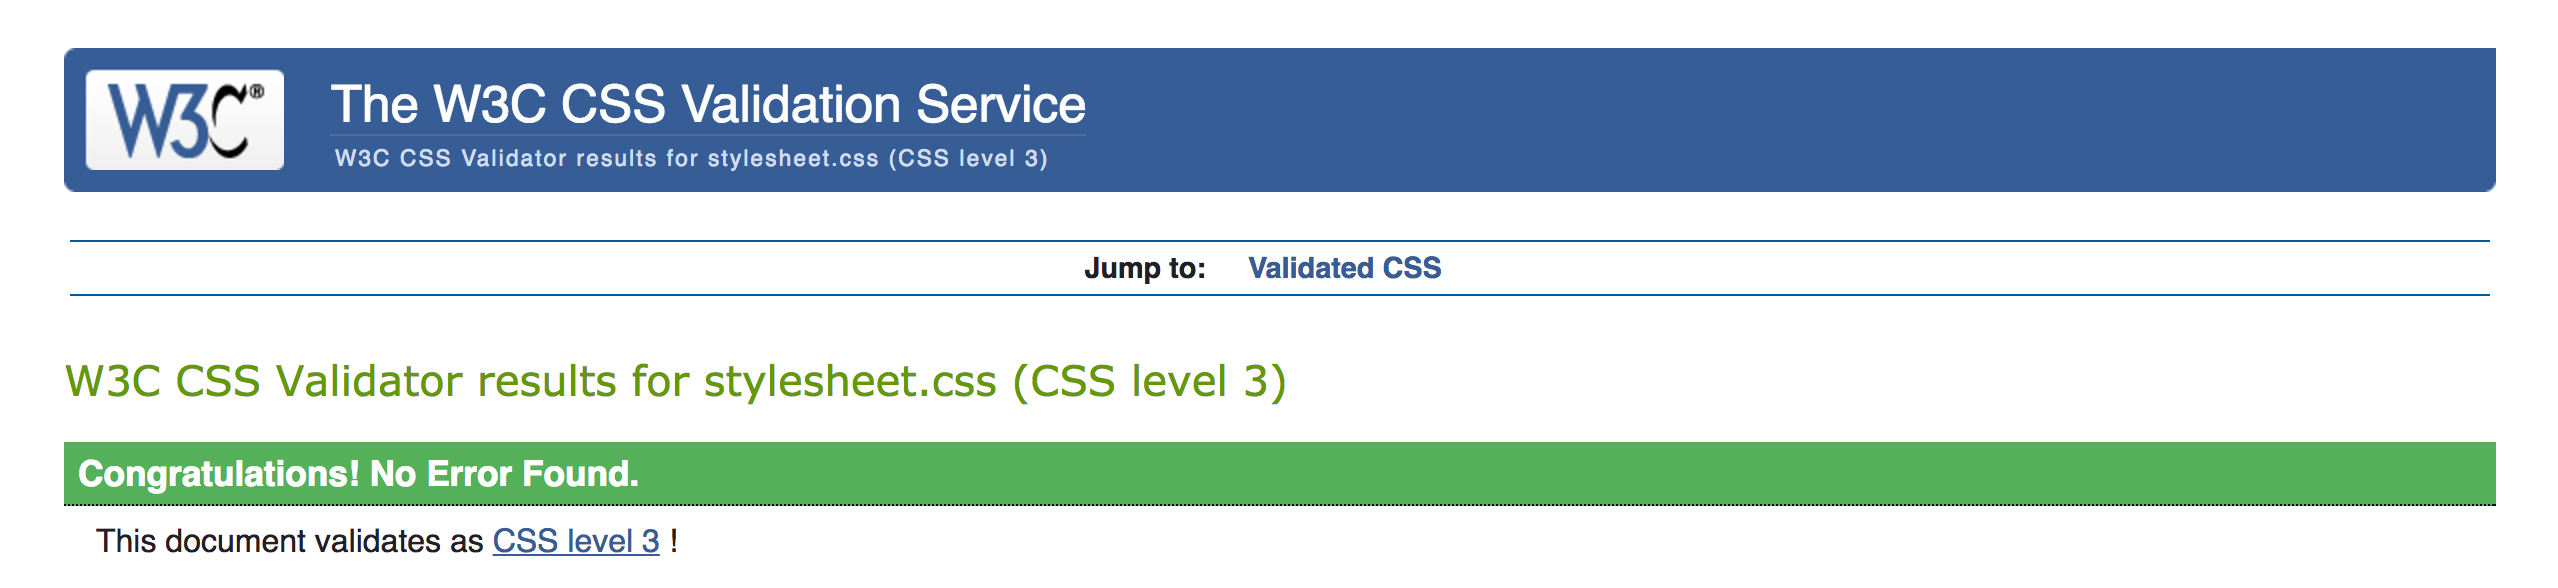 W3C®
The W3C CSS Validation Service
W3C CSS Validator results for stylesheet.css (CSS level 3)
Jump to: Validated CSS
W3C CSS Validator results for stylesheet.css (CSS level 3)
Congratulations! No Error Found.
This document validates as CSS level 3 !